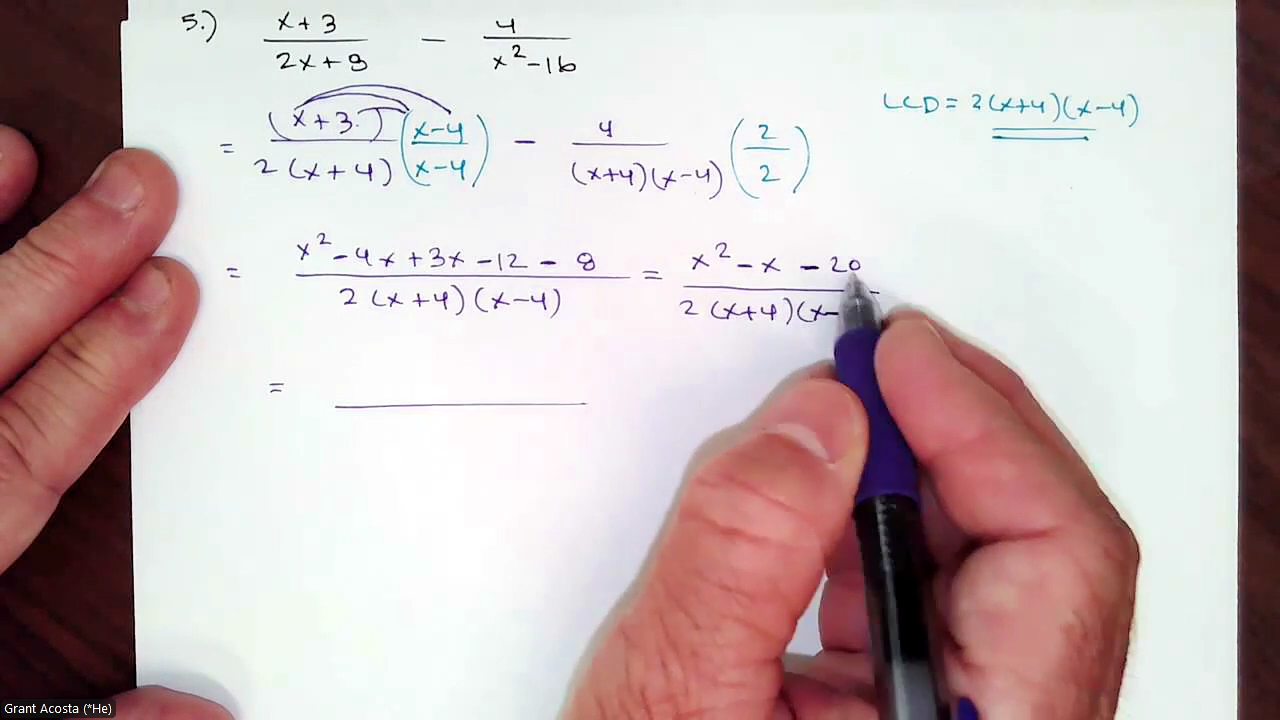 5.) (x+3)/(2x+8) − 4/(x²−16)
LCD = 2(x+4)(x−4)
= (x+3)/(2(x+4)) ((x−4)/(x−4)) − 4/((x+4)(x−4)) (2/2)
= (x²−4x+3x−12−8)/(2(x+4)(x−4)) = (x²−x−20)/(2(x+4)(x−
=
Grant Acosta (*He)